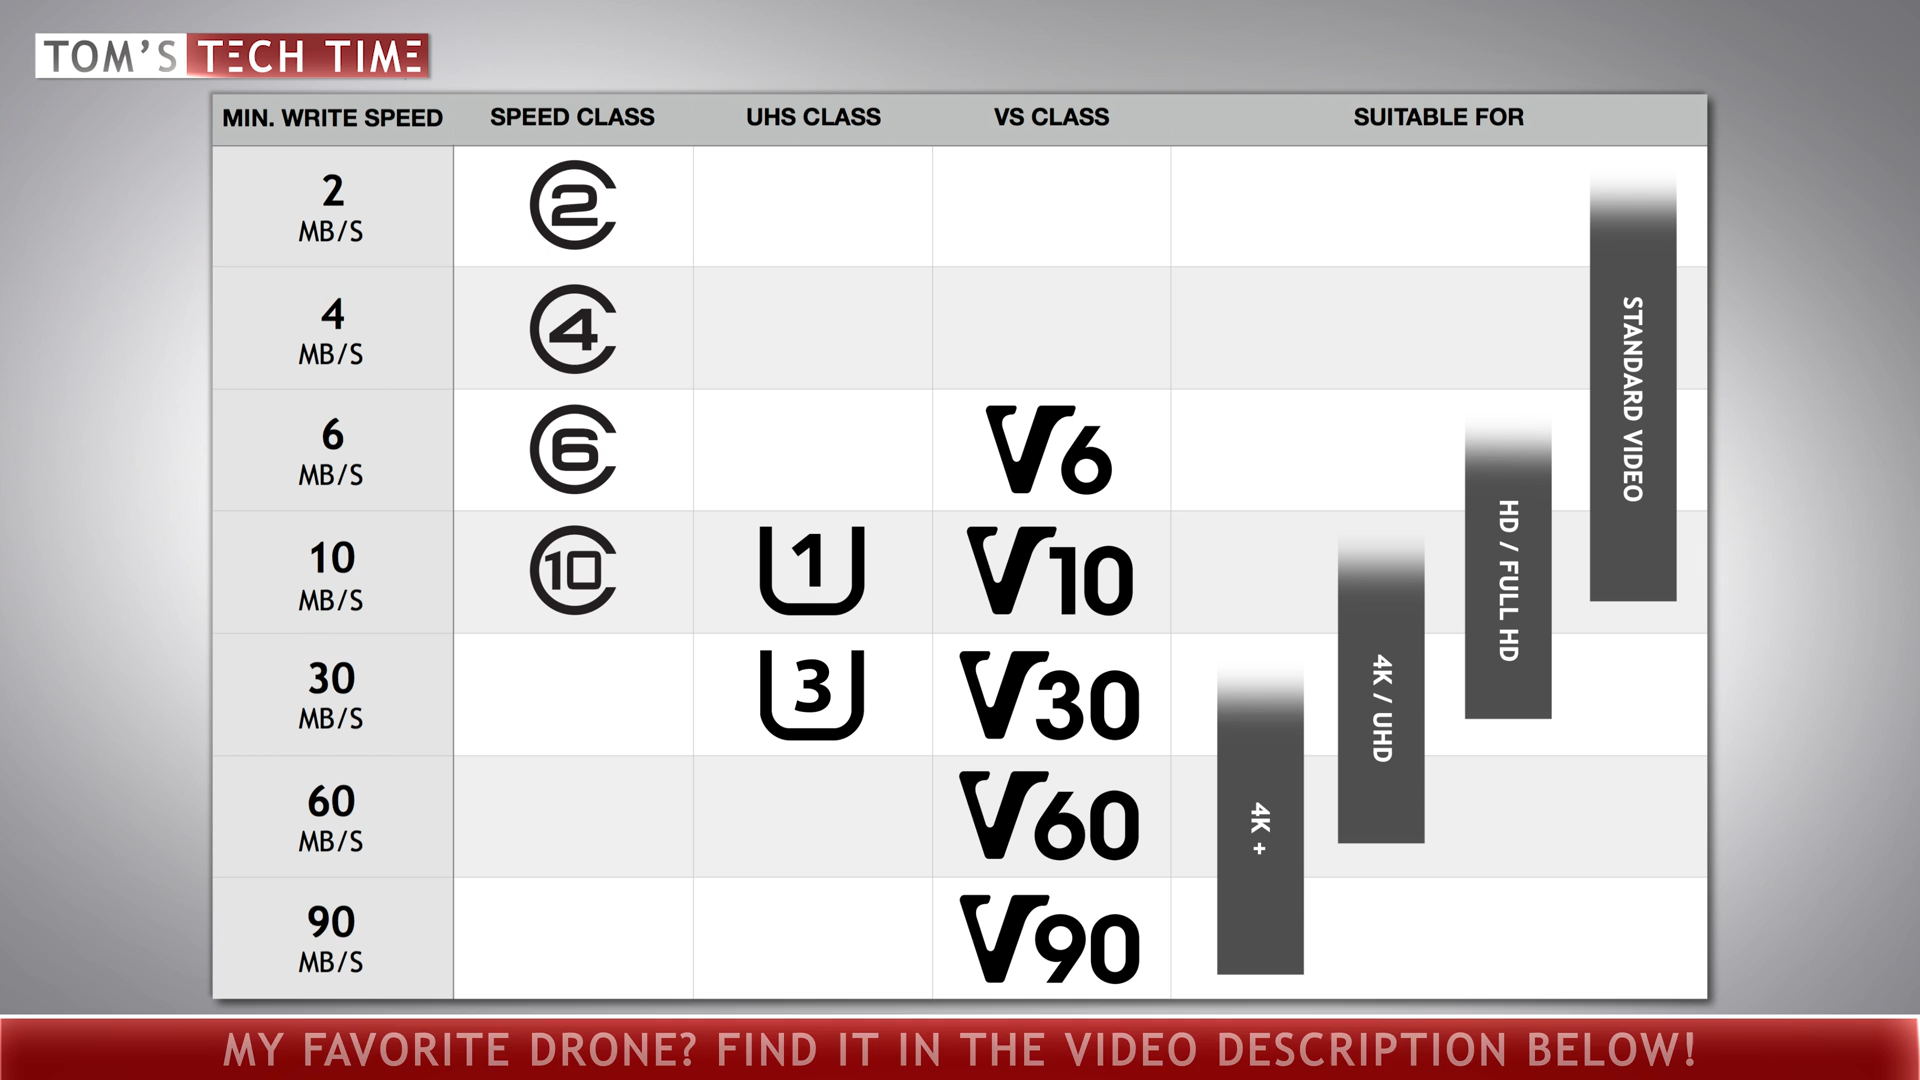 TOM'S TECH TIME
MIN. WRITE SPEED SPEED CLASS UHS CLASS VS CLASS SUITABLE FOR
2
MB/S
2
4
MB/S
4
6
MB/S
6
V6
10
MB/S
10
1
V10
30
MB/S
3
V30
60
MB/S
V60
90
MB/S
V90
4K +
4K / UHD
HD / FULL HD
STANDARD VIDEO
MY FAVORITE DRONE? FIND IT IN THE VIDEO DESCRIPTION BELOW!